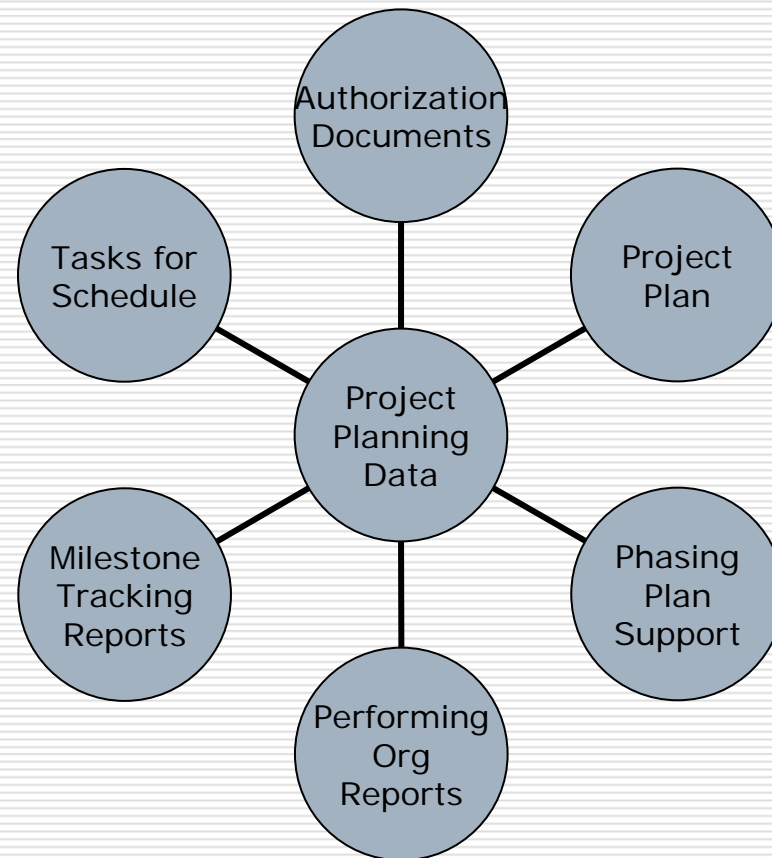 Authorization
Documents
Tasks for
Schedule
Project
Plan
Project
Planning
Data
Milestone
Tracking
Reports
Phasing
Plan
Support
Performing
Org
Reports